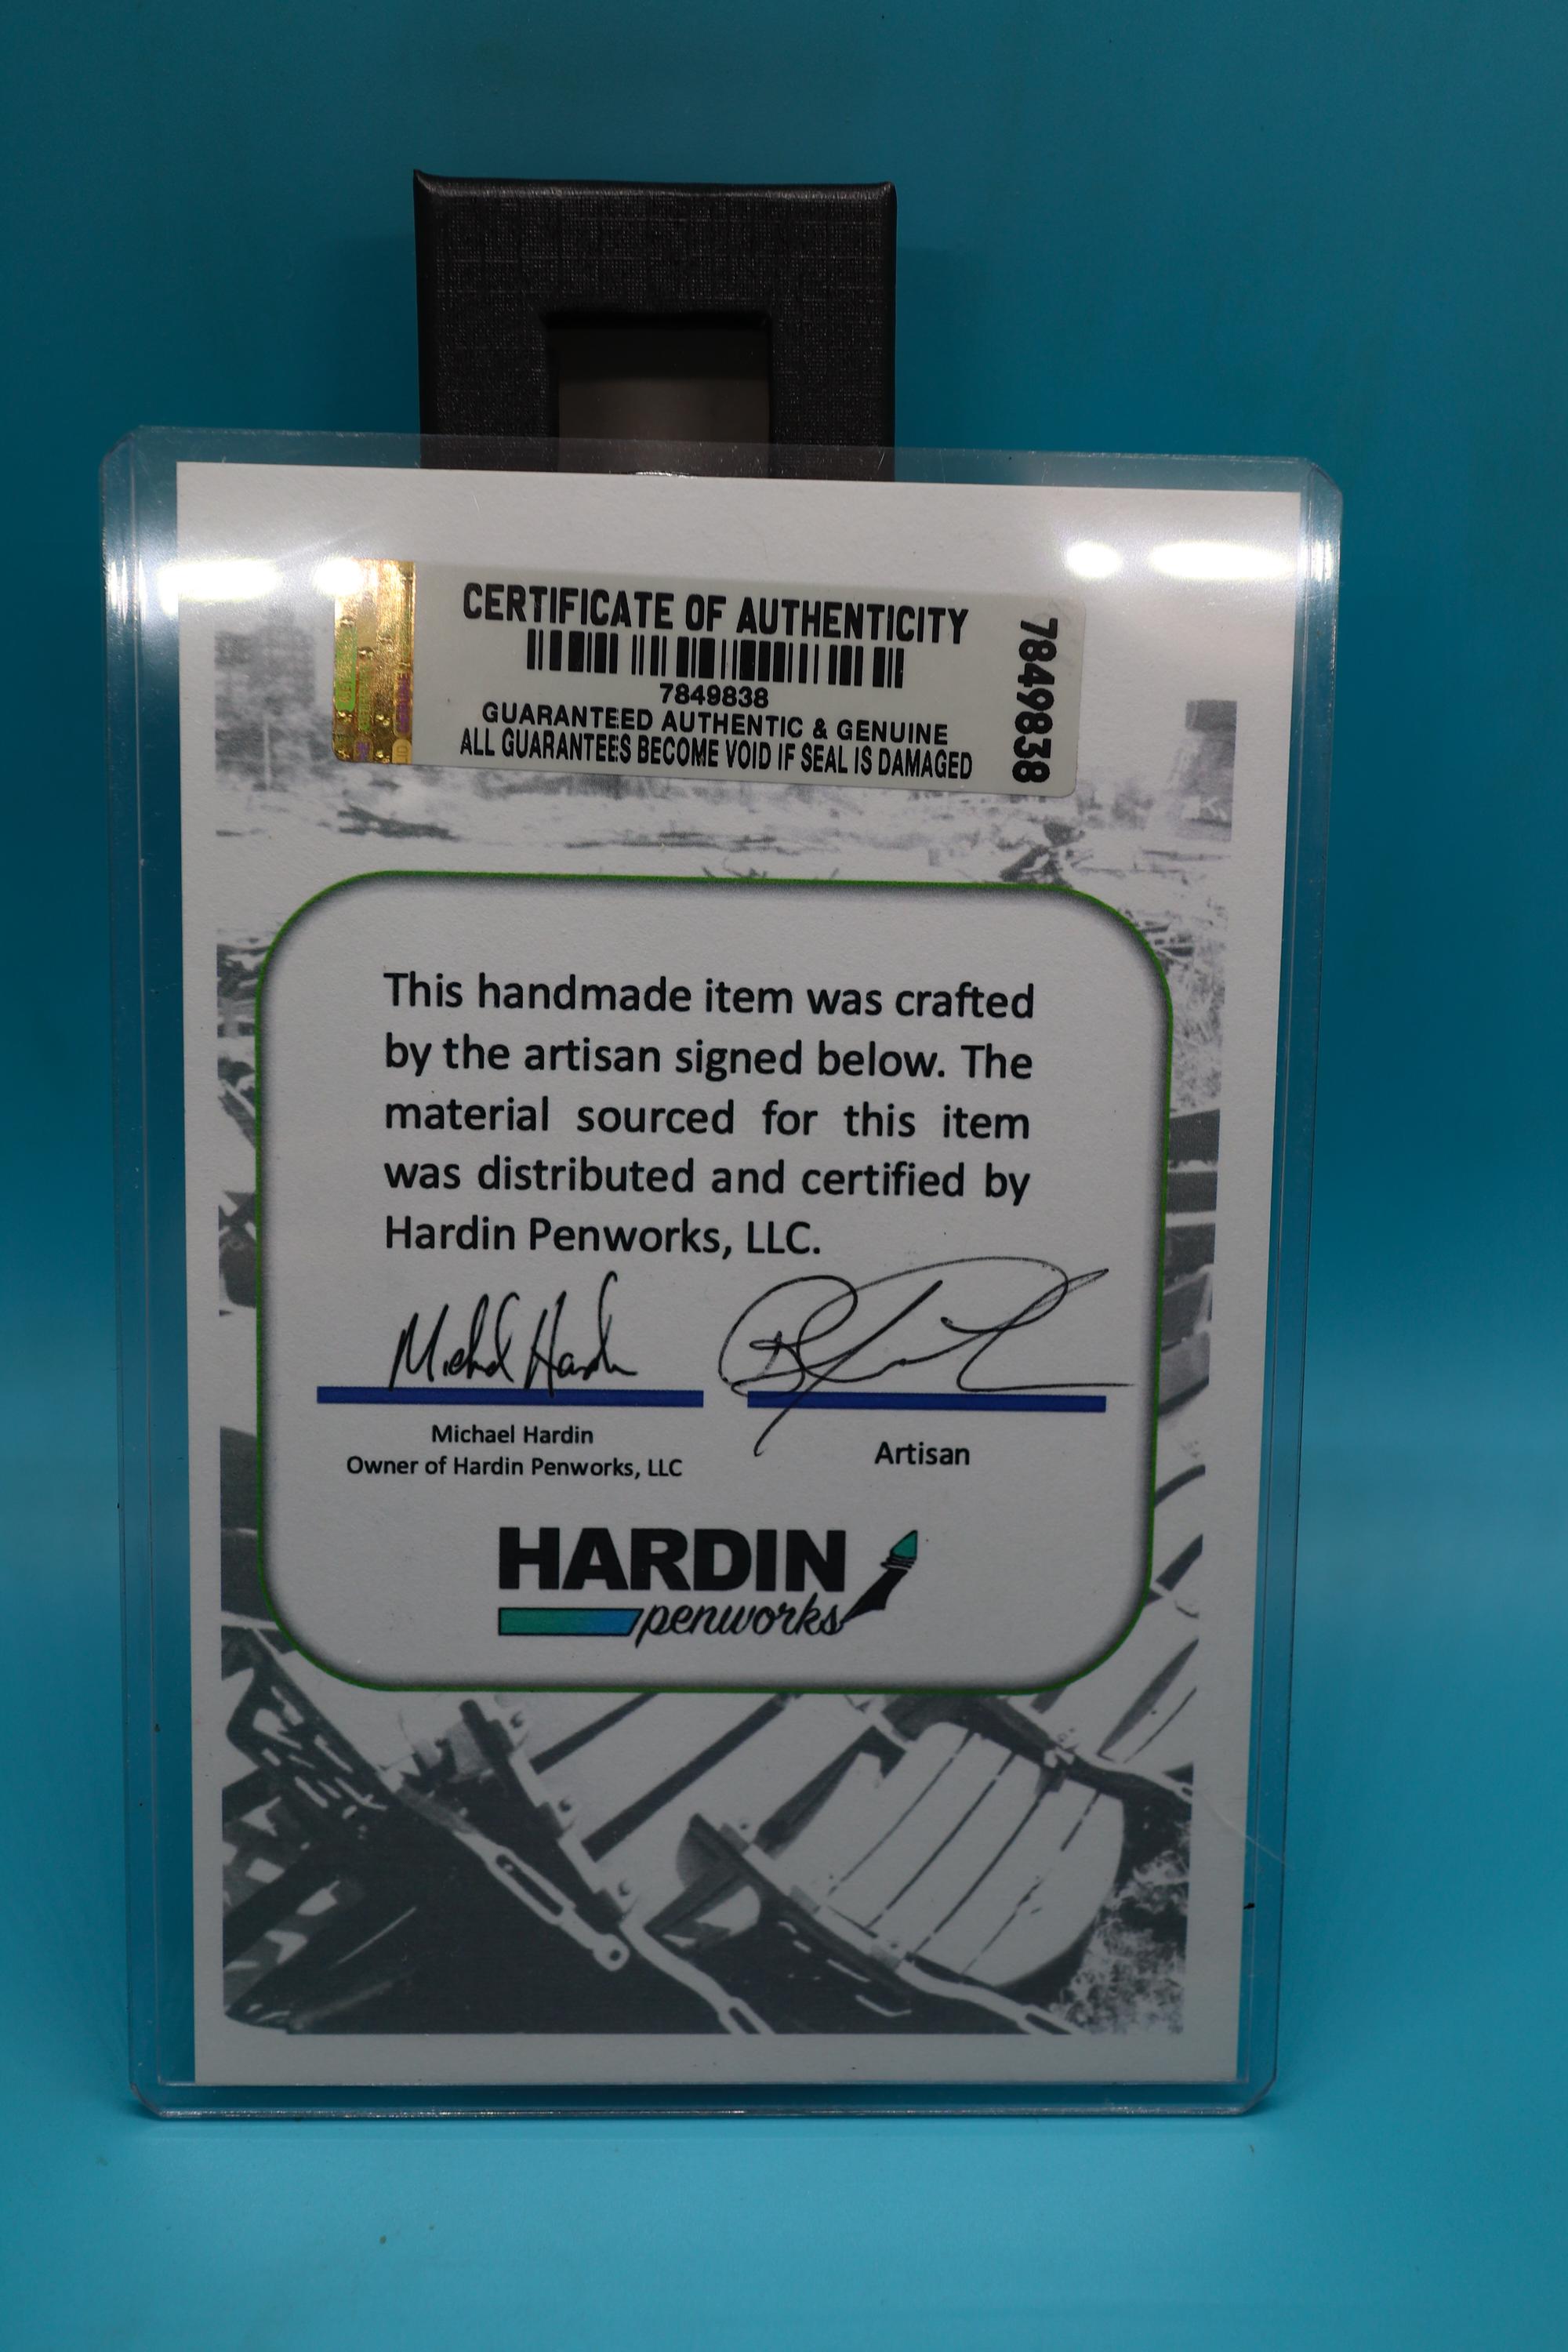 CERTIFICATE OF AUTHENTICITY
7849838
GUARANTEED AUTHENTIC & GENUINE
ALL GUARANTEES BECOME VOID IF SEAL IS DAMAGED
7849838
This handmade item was crafted
by the artisan signed below. The
material sourced for this item
was distributed and certified by
Hardin Penworks, LLC.
Michael Hardin
Michael Hardin
Owner of Hardin Penworks, LLC
Artisan
HARDIN
penworks